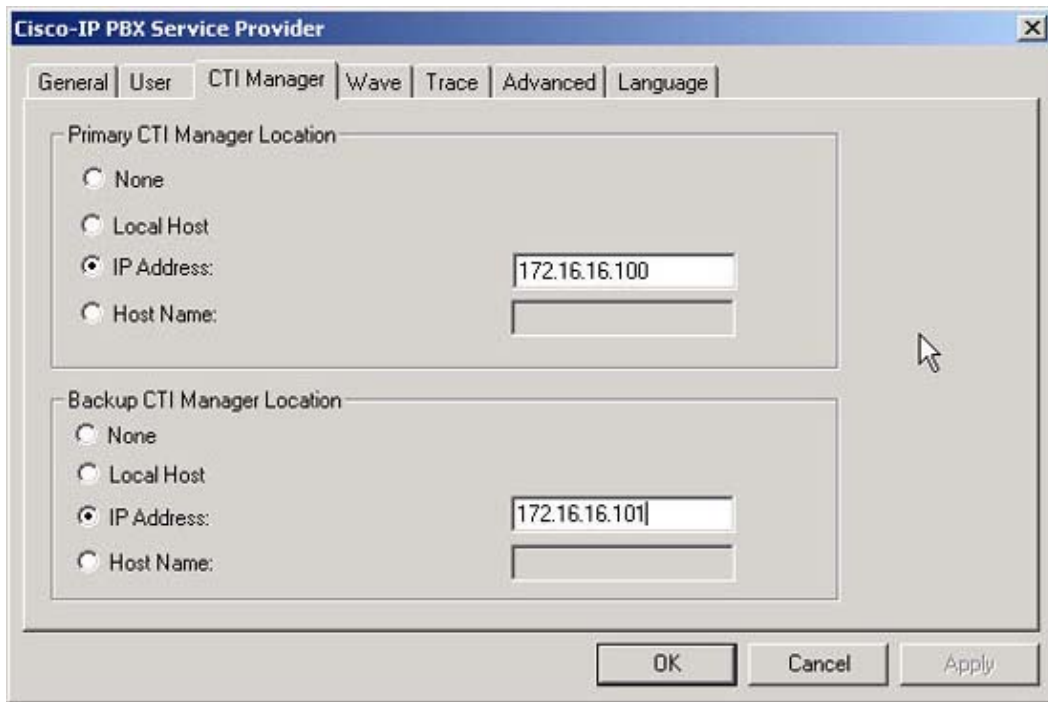 Cisco-IP PBX Service Provider
General User CTI Manager Wave Trace Advanced Language
Primary CTI Manager Location
None
Local Host
IP Address: 172.16.16.100
Host Name:
Backup CTI Manager Location
None
Local Host
IP Address: 172.16.16.101
Host Name:
OK Cancel Apply